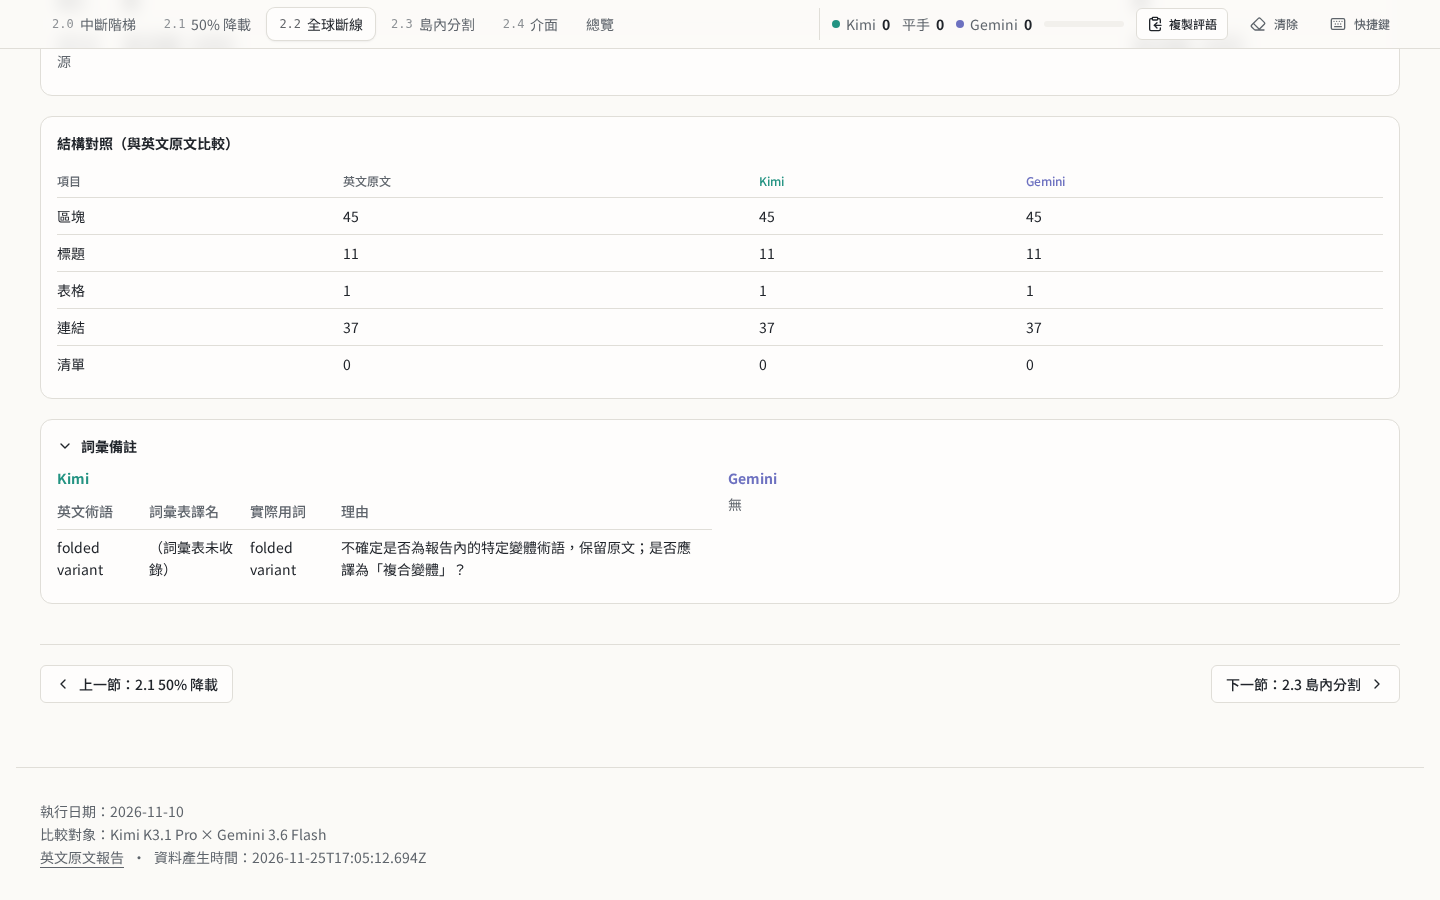 2.0 中斷階梯 2.1 50% 降載 2.2 全球斷線 2.3 島內分割 2.4 介面 總覽 Kimi 0 平手 0 Gemini 0 複製評語 清除 快捷鍵
源
結構對照（與英文原文比較）
項目 英文原文 Kimi Gemini
區塊 45 45 45
標題 11 11 11
表格 1 1 1
連結 37 37 37
清單 0 0 0
詞彙備註
Kimi
英文術語 詞彙表譯名 實際用詞 理由
folded （詞彙表未收 folded 不確定是否為報告內的特定變體術語，保留原文；是否應
variant 錄） variant 譯為「複合變體」？
Gemini
無
上一節：2.1 50% 降載
下一節：2.3 島內分割
執行日期：2026-11-10
比較對象：Kimi K3.1 Pro × Gemini 3.6 Flash
英文原文報告 · 資料產生時間：2026-11-25T17:05:12.694Z